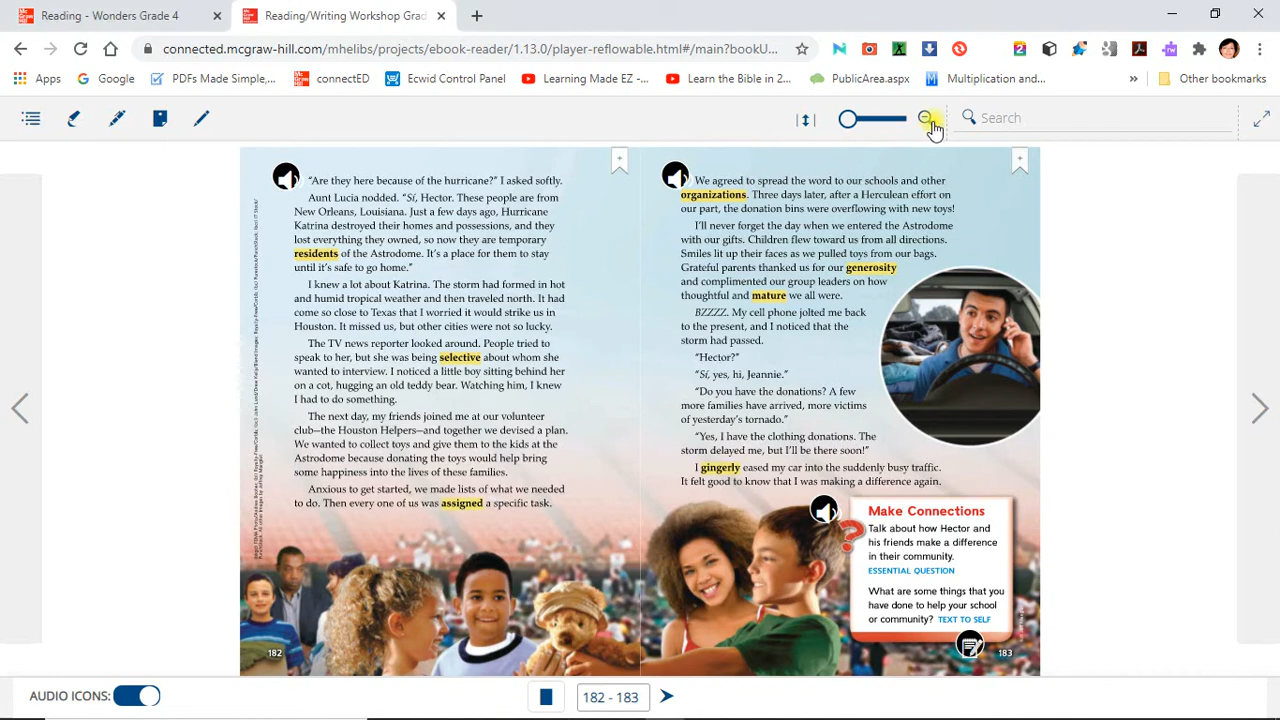 Reading - Wonders Grade 4
Reading/Writing Workshop Grad
connected.mcgraw-hill.com/mhelibs/projects/ebook-reader/1.13.0/player-reflowable.html#/main?bookU...
Apps
Google
PDFs Made Simple,...
connectED
Ecwid Control Panel
Learning Made EZ -...
Learn the Bible in 2...
PublicArea.aspx
Multiplication and...
»
Other bookmarks
Search
“Are they here because of the hurricane?” I asked softly.
Aunt Lucia nodded. “Sí, Hector. These people are from
New Orleans, Louisiana. Just a few days ago, Hurricane
Katrina destroyed their homes and possessions, and they
lost everything they owned, so now they are temporary
residents of the Astrodome. It’s a place for them to stay
until it’s safe to go home.”
I knew a lot about Katrina. The storm had formed in hot
and humid tropical weather and then traveled north. It had
come so close to Texas that I worried it would strike us in
Houston. It missed us, but other cities were not so lucky.
The TV news reporter looked around. People tried to
speak to her, but she was being selective about whom she
wanted to interview. I noticed a little boy sitting behind her
on a cot, hugging an old teddy bear. Watching him, I knew
I had to do something.
The next day, my friends joined me at our volunteer
club—the Houston Helpers—and together we devised a plan.
We wanted to collect toys and give them to the kids at the
Astrodome because donating the toys would help bring
some happiness into the lives of these families.
Anxious to get started, we made lists of what we needed
to do. Then every one of us was assigned a specific task.
182
We agreed to spread the word to our schools and other
organizations. Three days later, after a Herculean effort on
our part, the donation bins were overflowing with new toys!
I’ll never forget the day when we entered the Astrodome
with our gifts. Children flew toward us from all directions.
Smiles lit up their faces as we pulled toys from our bags.
Grateful parents thanked us for our generosity
and complimented our group leaders on how
thoughtful and mature we all were.
BZZZZ. My cell phone jolted me back
to the present, and I noticed that the
storm had passed.
“Hector?”
“Sí, yes, hi, Jeannie.”
“Do you have the donations? A few
more families have arrived, more victims
of yesterday’s tornado.”
“Yes, I have the clothing donations. The
storm delayed me, but I’ll be there soon!”
I gingerly eased my car into the suddenly busy traffic.
It felt good to know that I was making a difference again.
Make Connections
Talk about how Hector and
his friends make a difference
in their community.
ESSENTIAL QUESTION
What are some things that you
have done to help your school
or community? TEXT TO SELF
183
AUDIO ICONS:
182 - 183